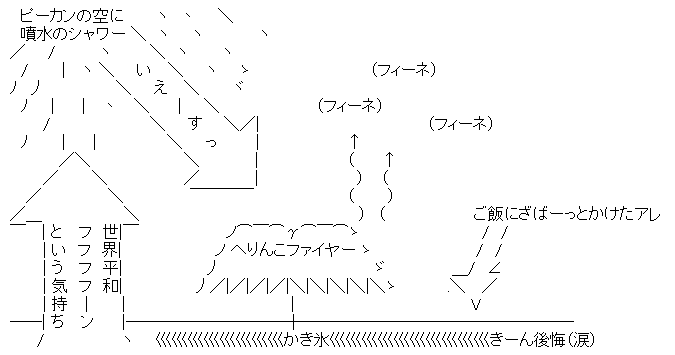 ピーカンの空に
噴水のシャワー
いえすっ
(フィーネ)
(フィーネ)
(フィーネ)
ご飯にざばーっとかけたアレ
へりんこファイヤー
世界平和
フフフフーン
という気持ち
かき氷
きーん後悔(涙)